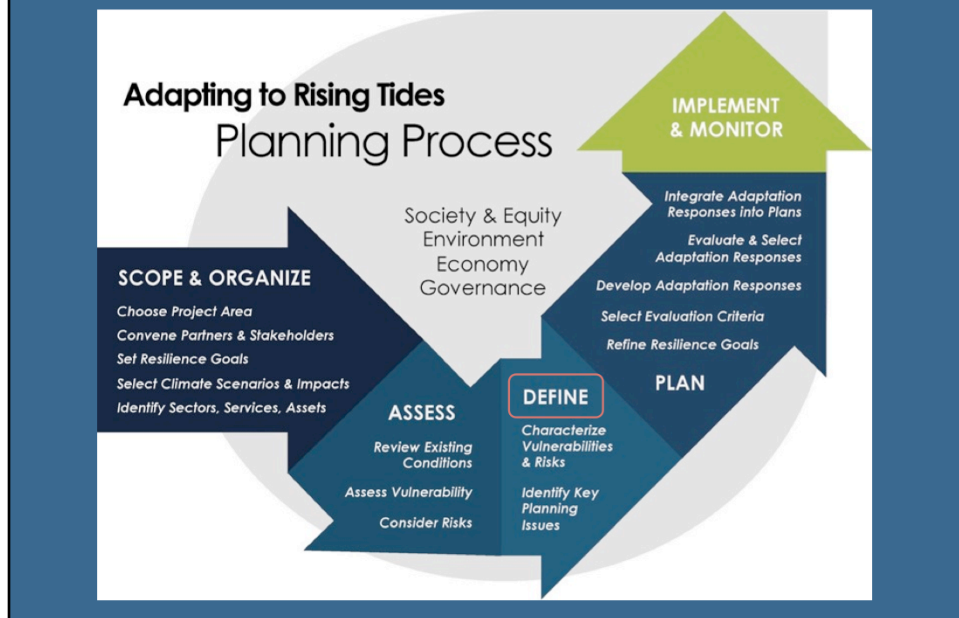 Adapting to Rising Tides
Planning Process
Society & Equity
Environment
Economy
Governance
SCOPE & ORGANIZE
Choose Project Area
Convene Partners & Stakeholders
Set Resilience Goals
Select Climate Scenarios & Impacts
Identify Sectors, Services, Assets
ASSESS
Review Existing
Conditions
Assess Vulnerability
Consider Risks
DEFINE
Characterize
Vulnerabilities
& Risks
Identify Key
Planning
Issues
IMPLEMENT
& MONITOR
Integrate Adaptation
Responses into Plans
Evaluate & Select
Adaptation Responses
Develop Adaptation Responses
Select Evaluation Criteria
Refine Resilience Goals
PLAN